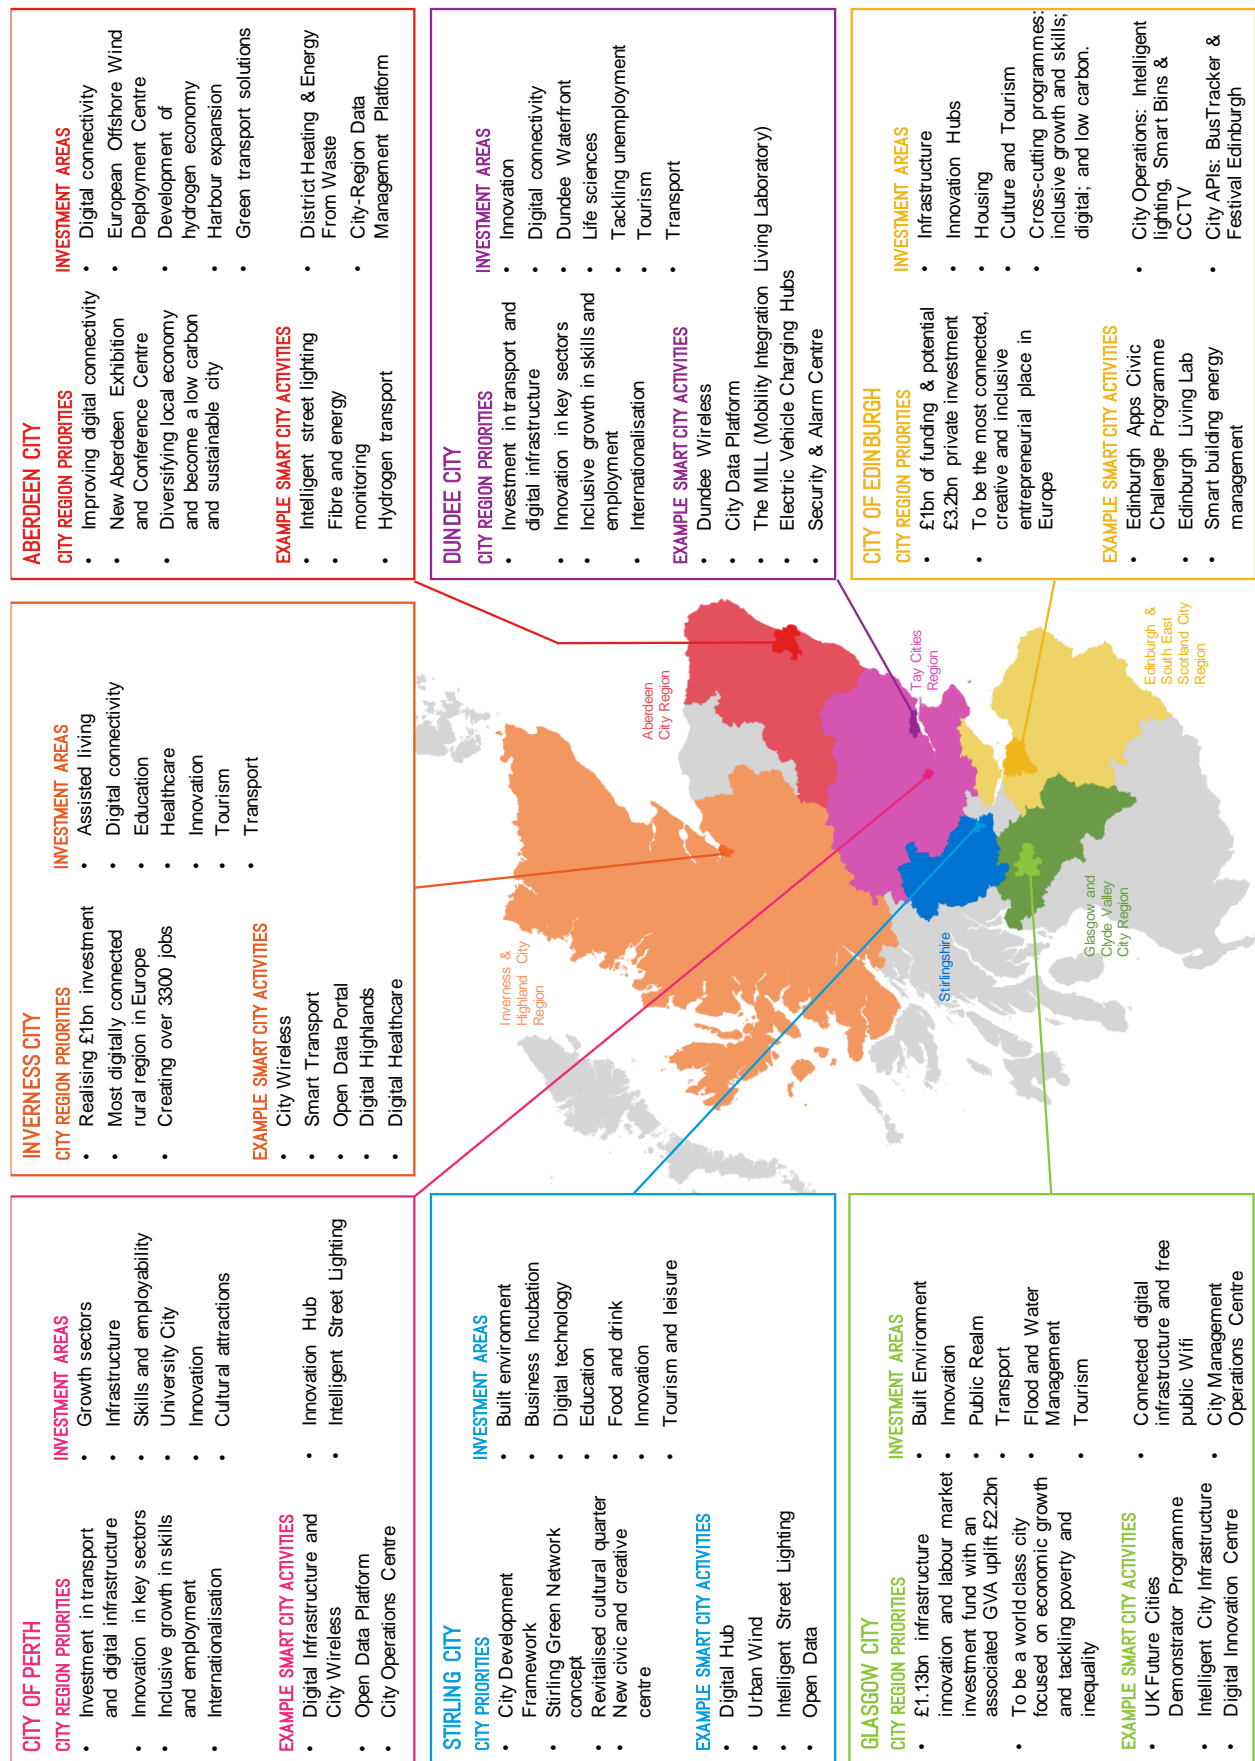 CITY OF PERTH
CITY REGION PRIORITIES
• Investment in transport
and digital infrastructure
• Innovation in key sectors
• Inclusive growth in skills
and employment
• Internationalisation
INVESTMENT AREAS
• Growth sectors
• Infrastructure
• Skills and employability
• University City
• Innovation
• Cultural attractions
EXAMPLE SMART CITY ACTIVITIES
• Digital Infrastructure and
City Wireless
• Open Data Platform
• City Operations Centre
• Innovation Hub
• Intelligent Street Lighting
INVERNESS CITY
CITY REGION PRIORITIES
• Realising £1bn investment
• Most digitally connected
rural region in Europe
• Creating over 3300 jobs
INVESTMENT AREAS
• Assisted living
• Digital connectivity
• Education
• Healthcare
• Innovation
• Tourism
• Transport
EXAMPLE SMART CITY ACTIVITIES
• City Wireless
• Smart Transport
• Open Data Portal
• Digital Highlands
• Digital Healthcare
ABERDEEN CITY
CITY REGION PRIORITIES
• Improving digital connectivity
• New Aberdeen Exhibition
and Conference Centre
• Diversifying local economy
and become a low carbon
and sustainable city
INVESTMENT AREAS
• Digital connectivity
• European Offshore Wind
Deployment Centre
• Development of
hydrogen economy
• Harbour expansion
• Green transport solutions
EXAMPLE SMART CITY ACTIVITIES
• Intelligent street lighting
• Fibre and energy
monitoring
• Hydrogen transport
• District Heating & Energy
From Waste
• City-Region Data
Management Platform
STIRLING CITY
CITY PRIORITIES
• City Development
Framework
• Stirling Green Network
concept
• Revitalised cultural quarter
• New civic and creative
centre
INVESTMENT AREAS
• Built environment
• Business Incubation
• Digital technology
• Education
• Food and drink
• Innovation
• Tourism and leisure
EXAMPLE SMART CITY ACTIVITIES
• Digital Hub
• Urban Wind
• Intelligent Street Lighting
• Open Data
Inverness &
Highland City
Region
Aberdeen
City Region
Tay Cities
Region
Stirlingshire
Glasgow and
Clyde Valley
City Region
Edinburgh &
South East
Scotland City
Region
DUNDEE CITY
CITY REGION PRIORITIES
• Investment in transport and
digital infrastructure
• Innovation in key sectors
• Inclusive growth in skills and
employment
• Internationalisation
INVESTMENT AREAS
• Innovation
• Digital connectivity
• Dundee Waterfront
• Life sciences
• Tackling unemployment
• Tourism
• Transport
EXAMPLE SMART CITY ACTIVITIES
• Dundee Wireless
• City Data Platform
• The MILL (Mobility Integration Living Laboratory)
• Electric Vehicle Charging Hubs
• Security & Alarm Centre
GLASGOW CITY
CITY REGION PRIORITIES
• £1.13bn infrastructure
innovation and labour market
investment fund with an
associated GVA uplift £2.2bn
• To be a world class city
focused on economic growth
and tackling poverty and
inequality
INVESTMENT AREAS
• Built Environment
• Innovation
• Public Realm
• Transport
• Flood and Water
Management
• Tourism
EXAMPLE SMART CITY ACTIVITIES
• UK Future Cities
Demonstrator Programme
• Intelligent City Infrastructure
• Digital Innovation Centre
• Connected digital
infrastructure and free
public Wifi
• City Management
Operations Centre
CITY OF EDINBURGH
CITY REGION PRIORITIES
• £1bn of funding & potential
£3.2bn private investment
• To be the most connected,
creative and inclusive
entrepreneurial place in
Europe
INVESTMENT AREAS
• Infrastructure
• Innovation Hubs
• Housing
• Culture and Tourism
• Cross-cutting programmes:
inclusive growth and skills;
digital; and low carbon.
EXAMPLE SMART CITY ACTIVITIES
• Edinburgh Apps Civic
Challenge Programme
• Edinburgh Living Lab
• Smart building energy
management
• City Operations: Intelligent
lighting, Smart Bins &
CCTV
• City APIs: BusTracker &
Festival Edinburgh